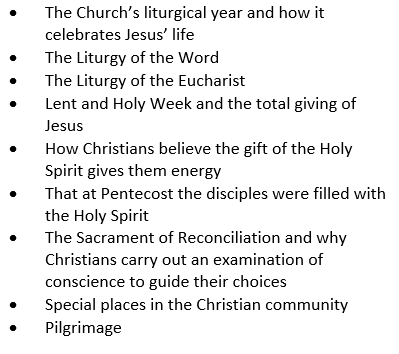 • The Church’s liturgical year and how it
celebrates Jesus’ life
• The Liturgy of the Word
• The Liturgy of the Eucharist
• Lent and Holy Week and the total giving of
Jesus
• How Christians believe the gift of the Holy
Spirit gives them energy
• That at Pentecost the disciples were filled with
the Holy Spirit
• The Sacrament of Reconciliation and why
Christians carry out an examination of
conscience to guide their choices
• Special places in the Christian community
• Pilgrimage